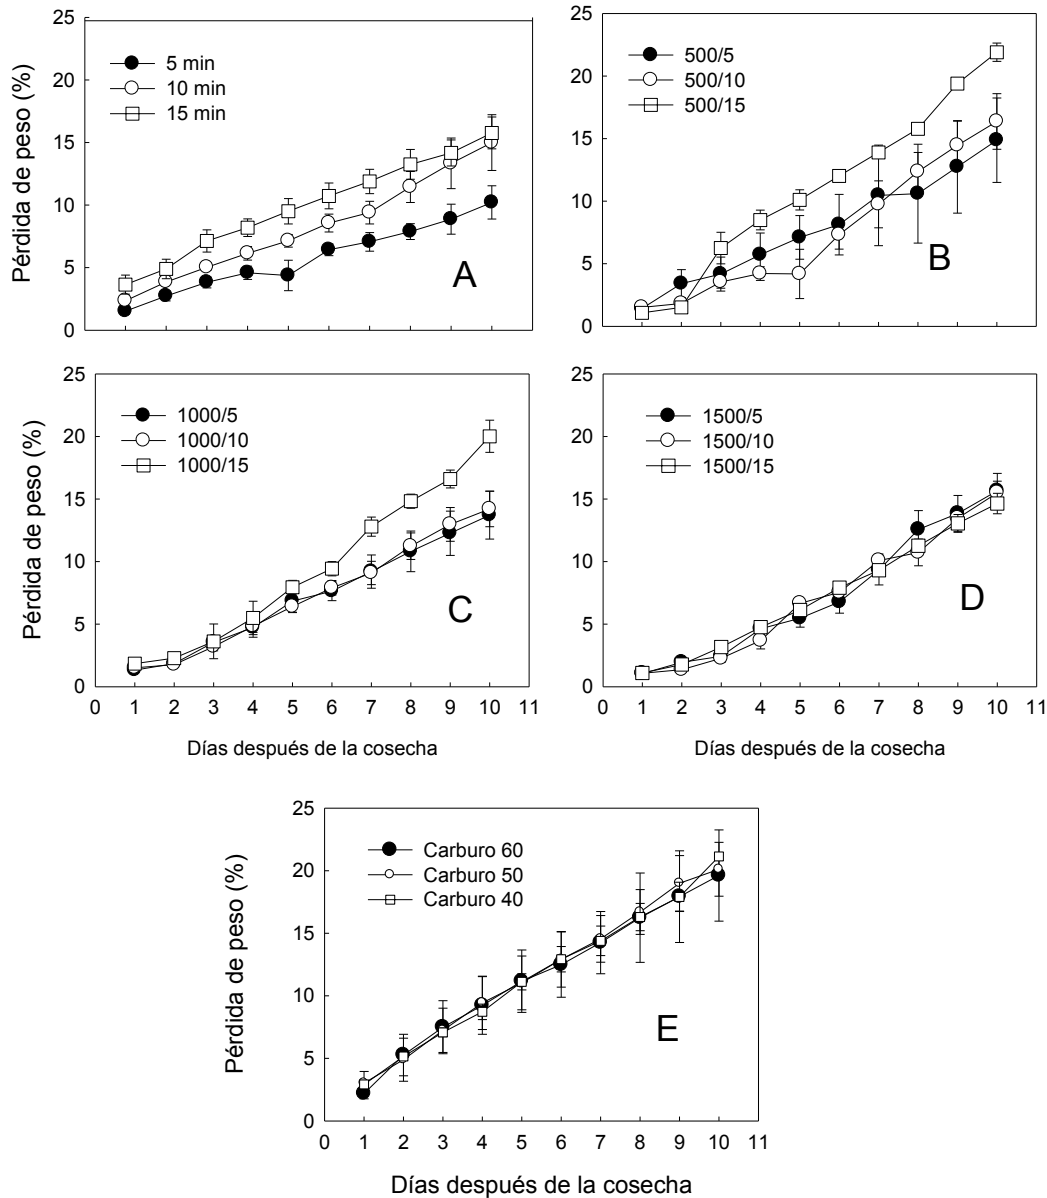 25
20
15
10
5
0
Pérdida de peso (%)
5 min
10 min
15 min
A
25
20
15
10
5
0
500/5
500/10
500/15
B
25
20
15
10
5
0
Pérdida de peso (%)
1000/5
1000/10
1000/15
C
0 1 2 3 4 5 6 7 8 9 10 11
Días después de la cosecha
25
20
15
10
5
0
1500/5
1500/10
1500/15
D
0 1 2 3 4 5 6 7 8 9 10 11
Días después de la cosecha
25
20
15
10
5
0
Pérdida de peso (%)
Carburo 60
Carburo 50
Carburo 40
E
0 1 2 3 4 5 6 7 8 9 10 11
Días después de la cosecha